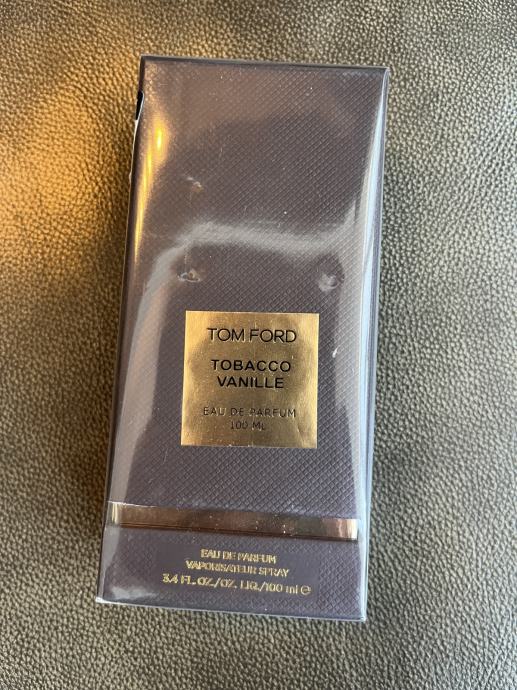 TOM FORD
TOBACCO
VANILLE
EAU DE PARFUM
100 ML
EAU DE PARFUM
VAPORISATEUR SPRAY
3.4 FL. OZ./OZ. LIQ./100 ml ℮